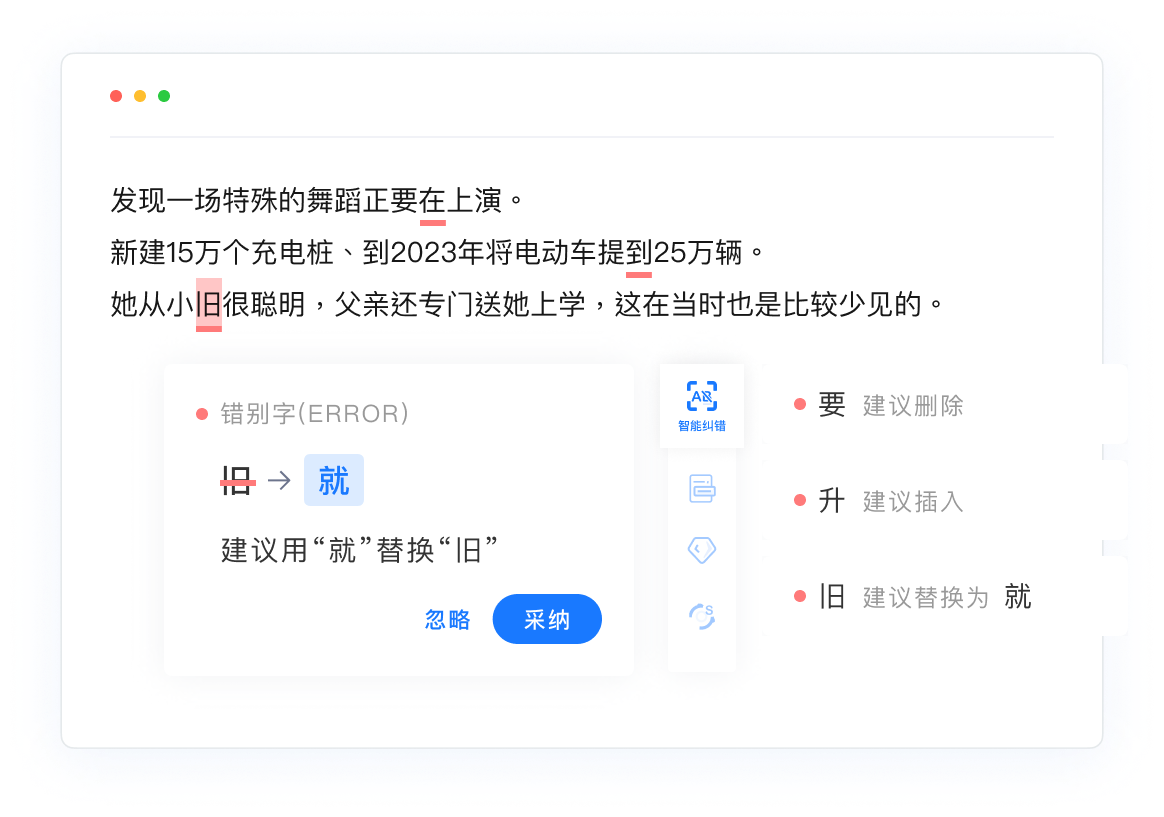 发现一场特殊的舞蹈正要在上演。
新建15万个充电桩、到2023年将电动车提到25万辆。
她从小旧很聪明，父亲还专门送她上学，这在当时也是比较少见的。
错别字(ERROR)
旧 → 就
建议用“就”替换“旧”
忽略 采纳
智能纠错
要 建议删除
升 建议插入
旧 建议替换为 就